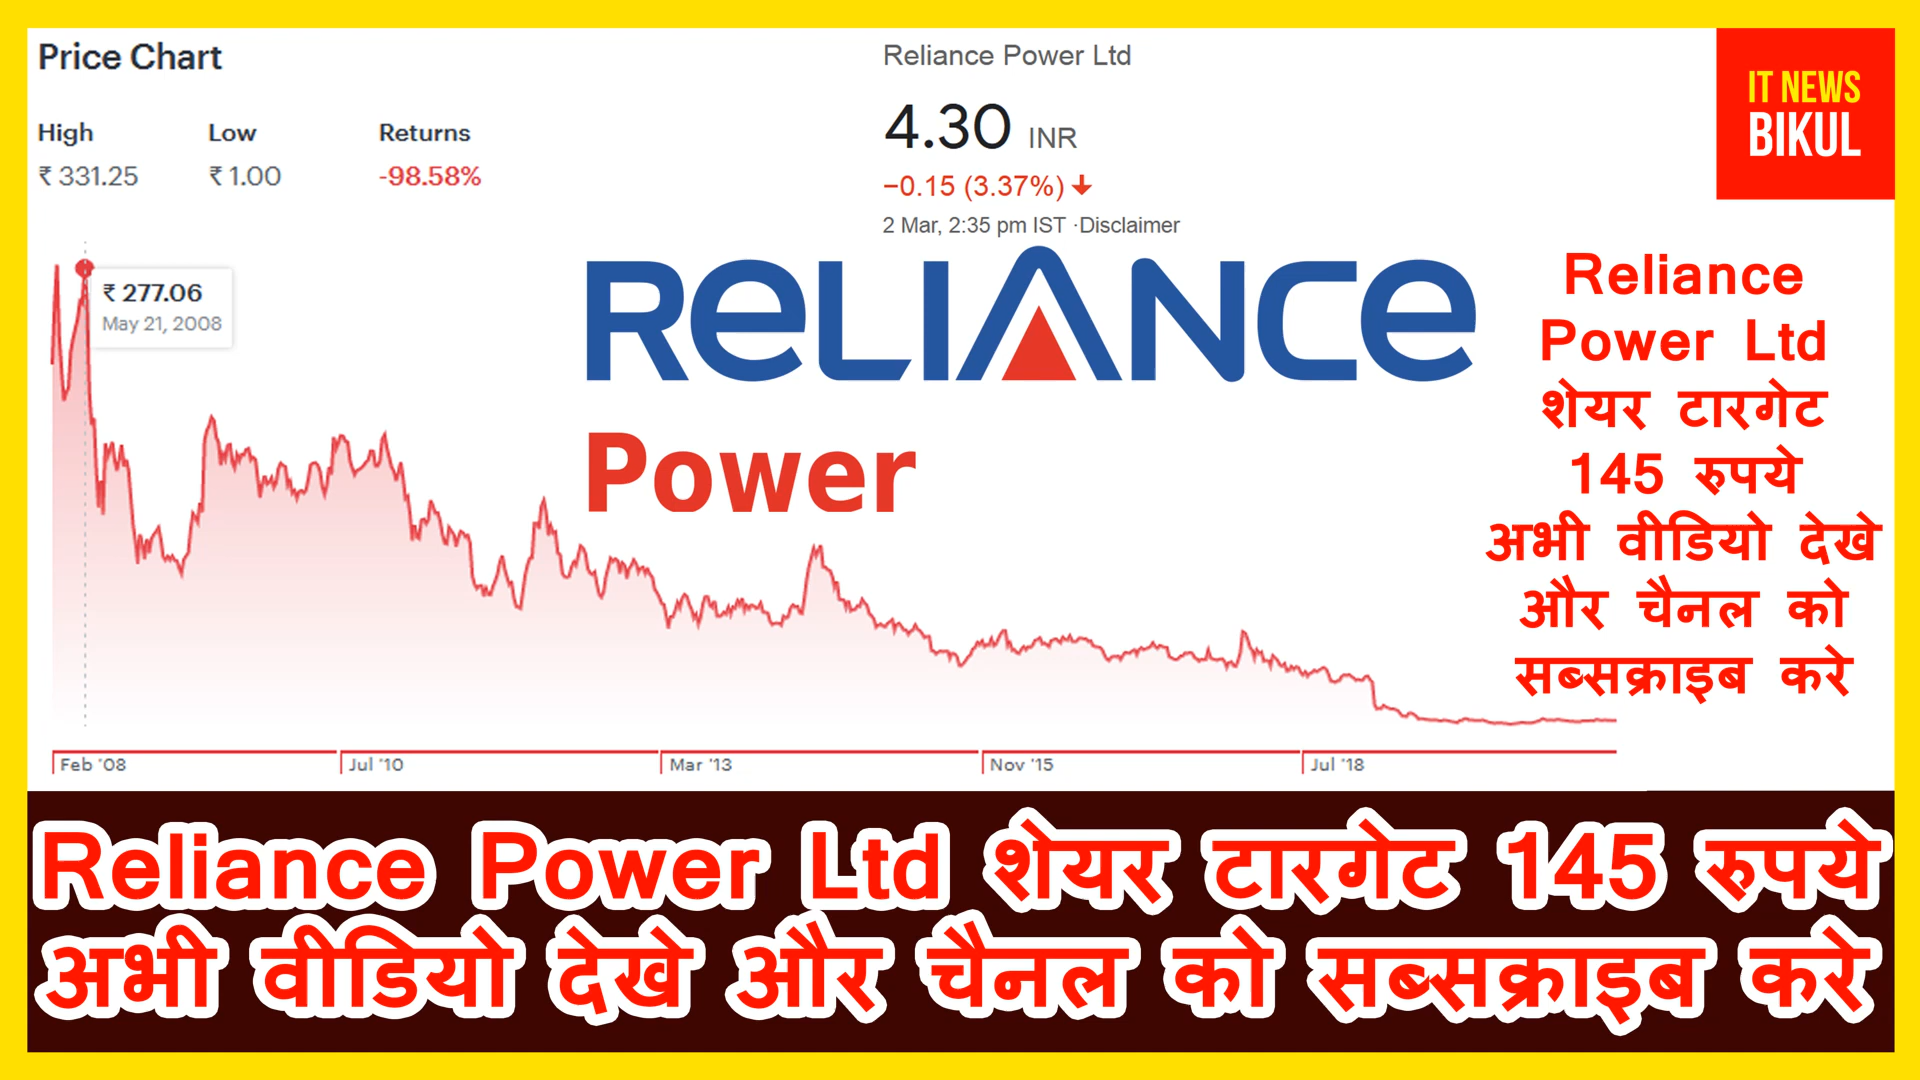 Price Chart
High Low Returns
₹ 331.25 ₹ 1.00 -98.58%
Reliance Power Ltd
4.30 INR
−0.15 (3.37%) ↓
2 Mar, 2:35 pm IST ·Disclaimer
IT NEWS
BIKUL
₹ 277.06
May 21, 2008
RELIANCE
Power
Reliance
Power Ltd
शेयर टारगेट
145 रुपये
अभी वीडियो देखे
और चैनल को
सब्सक्राइब करे
Feb '08 Jul '10 Mar '13 Nov '15 Jul '18
Reliance Power Ltd शेयर टारगेट 145 रुपये
अभी वीडियो देखे और चैनल को सब्सक्राइब करे